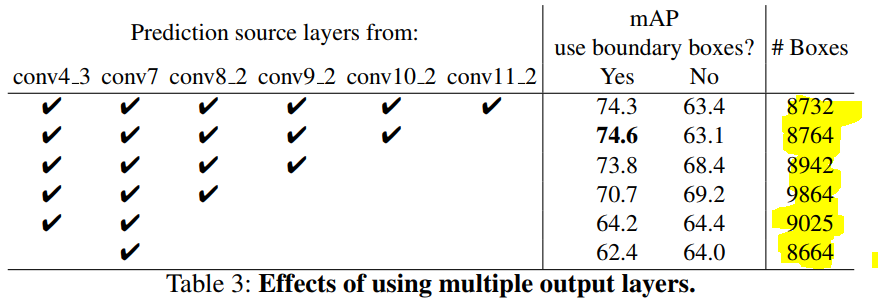 Prediction source layers from: mAP
use boundary boxes? # Boxes
conv4_3 conv7 conv8_2 conv9_2 conv10_2 conv11_2 Yes No
✔ ✔ ✔ ✔ ✔ ✔ 74.3 63.4 8732
✔ ✔ ✔ ✔ ✔ 74.6 63.1 8764
✔ ✔ ✔ ✔ 73.8 68.4 8942
✔ ✔ ✔ 70.7 69.2 9864
✔ ✔ 64.2 64.4 9025
✔ 62.4 64.0 8664
Table 3: Effects of using multiple output layers.